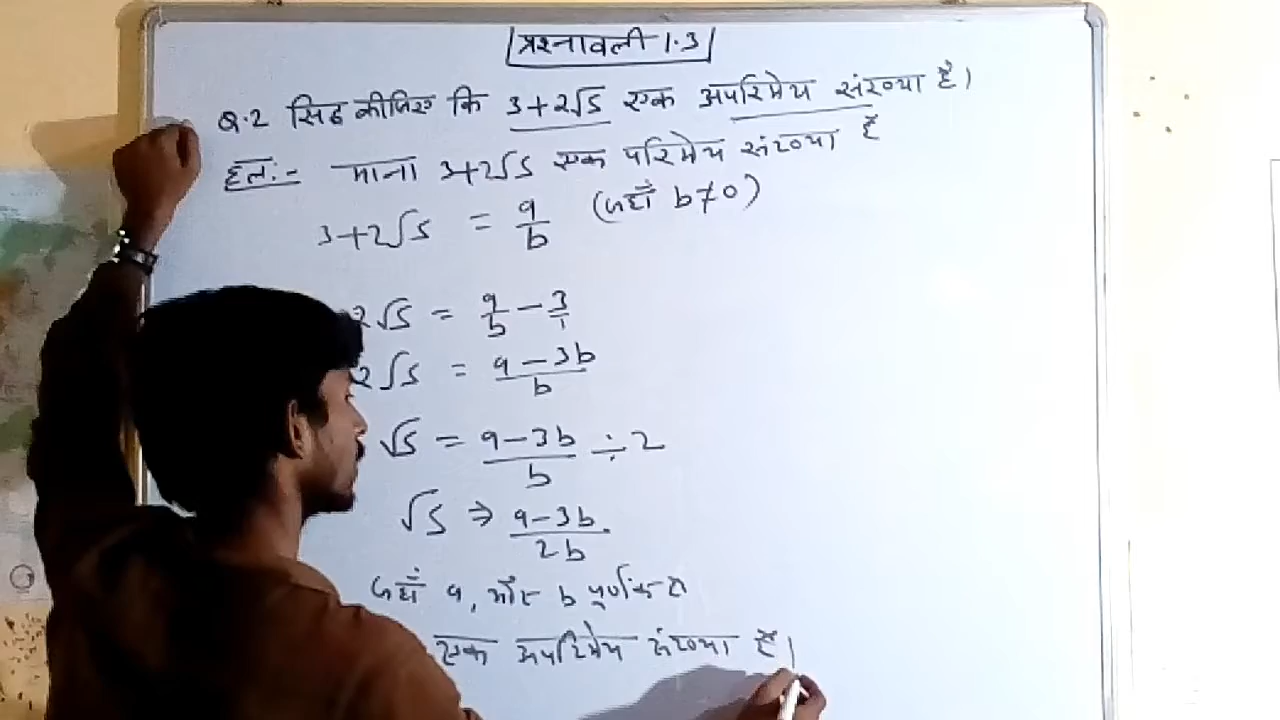 प्रश्नावली 1.3
Q.2 सिद्ध कीजिए कि 3+2√5 एक अपरिमेय संख्या है।
हल:- माना 3+2√5 एक परिमेय संख्या है
3+2√5 = a/b (जहाँ b≠0)
2√5 = a/b - 3/1
2√5 = a-3b/b
√5 = a-3b/b ÷ 2
√5 ⇒ a-3b/2b.
जहाँ a, और b पूर्णांक
एक अपरिमेय संख्या है।